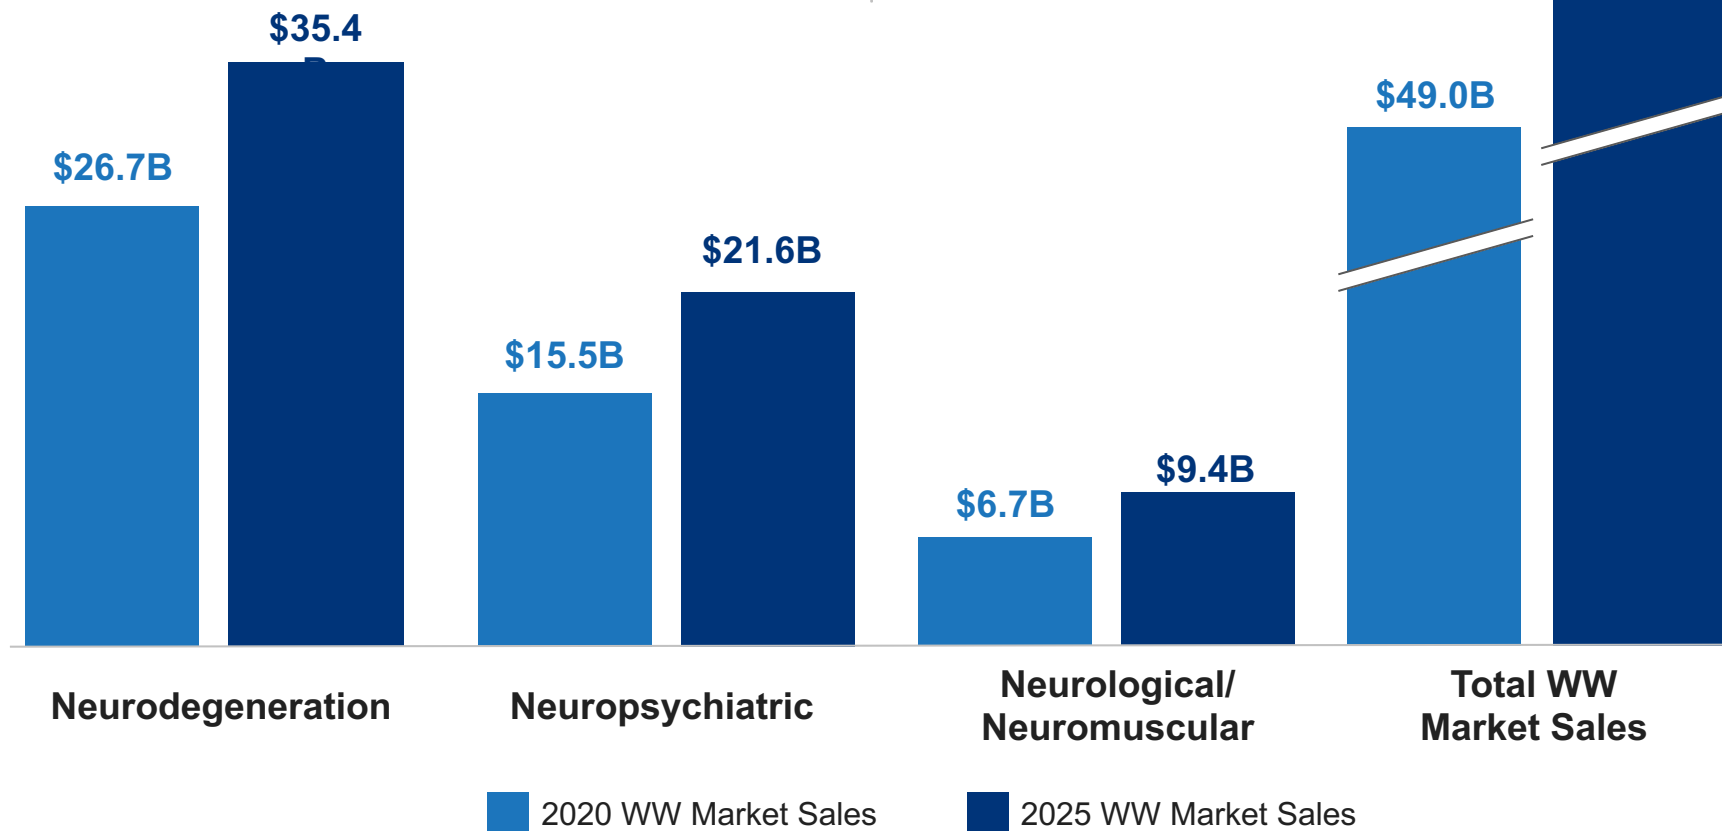 $35.4
$26.7B
$21.6B
$15.5B
$9.4B
$6.7B
$49.0B
Neurodegeneration
Neuropsychiatric
Neurological/
Neuromuscular
Total WW
Market Sales
2020 WW Market Sales
2025 WW Market Sales